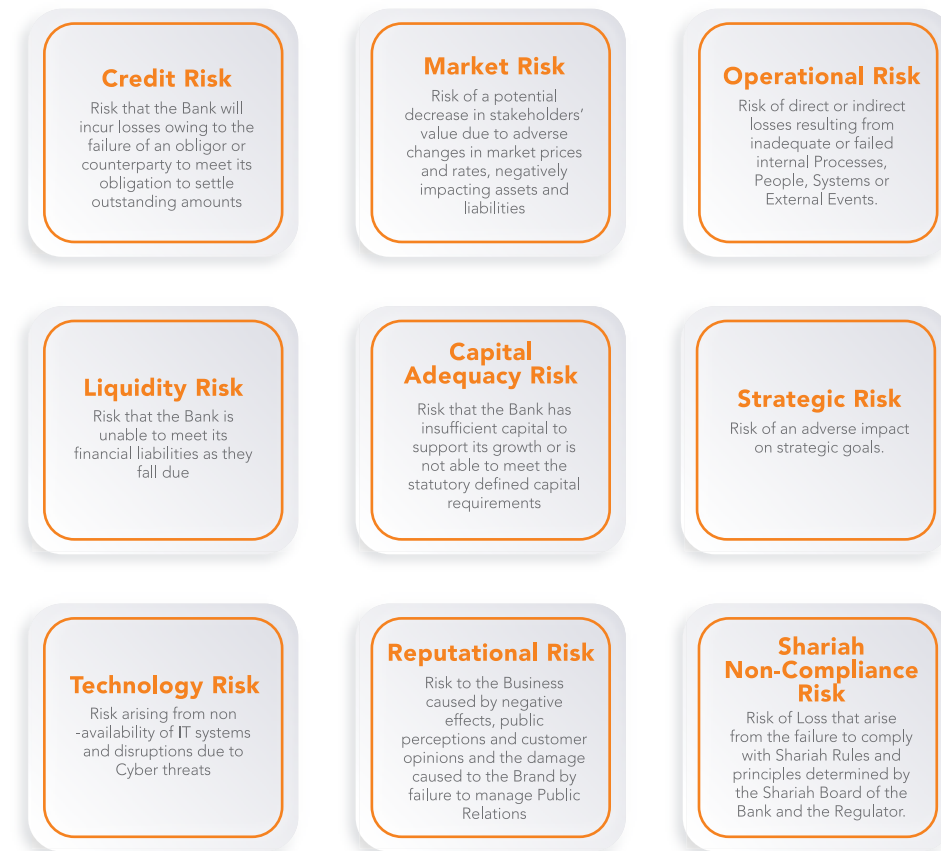 Credit Risk
Risk that the Bank will
incur losses owing to the
failure of an obligor or
counterparty to meet its
obligation to settle
outstanding amounts
Market Risk
Risk of a potential
decrease in stakeholders’
value due to adverse
changes in market prices
and rates, negatively
impacting assets and
liabilities
Operational Risk
Risk of direct or indirect
losses resulting from
inadequate or failed
internal Processes,
People, Systems or
External Events.
Liquidity Risk
Risk that the Bank is
unable to meet its
financial liabilities as they
fall due
Capital
Adequacy Risk
Risk that the Bank has
insufficient capital to
support its growth or is
not able to meet the
statutory defined capital
requirements
Strategic Risk
Risk of an adverse impact
on strategic goals.
Technology Risk
Risk arising from non
-availability of IT systems
and disruptions due to
Cyber threats
Reputational Risk
Risk to the Business
caused by negative
effects, public
perceptions and customer
opinions and the damage
caused to the Brand by
failure to manage Public
Relations
Shariah
Non-Compliance
Risk
Risk of Loss that arise
from the failure to comply
with Shariah Rules and
principles determined by
the Shariah Board of the
Bank and the Regulator.